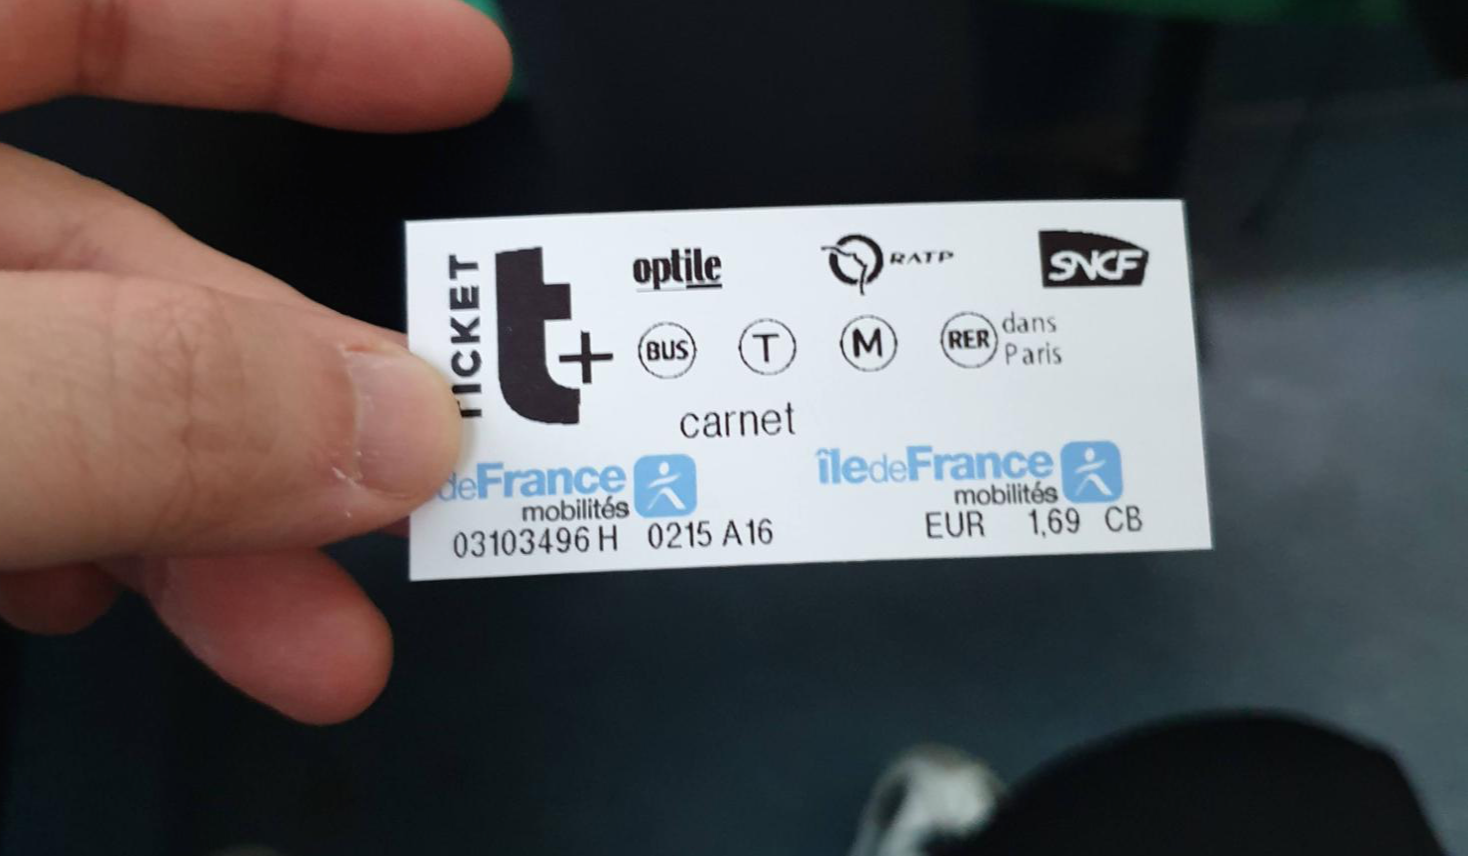 TICKET
t+
optile
RATP
SNCF
BUS T M RER dans Paris
carnet
deFrance mobilités
îledeFrance mobilités
03103496 H 0215 A16
EUR 1,69 CB